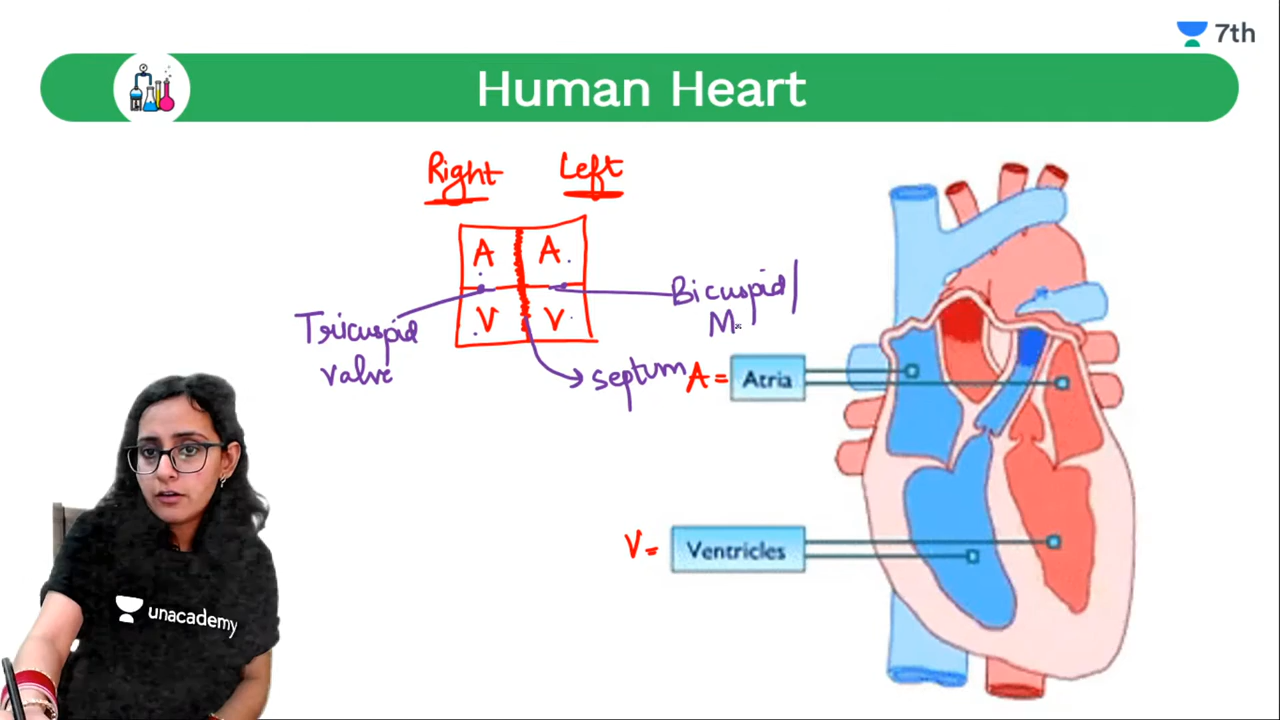 7th
Human Heart
Right Left
A A
V V
Tricuspid
valve
Bicuspid/
M
septum
A = Atria
V = Ventricles
unacademy